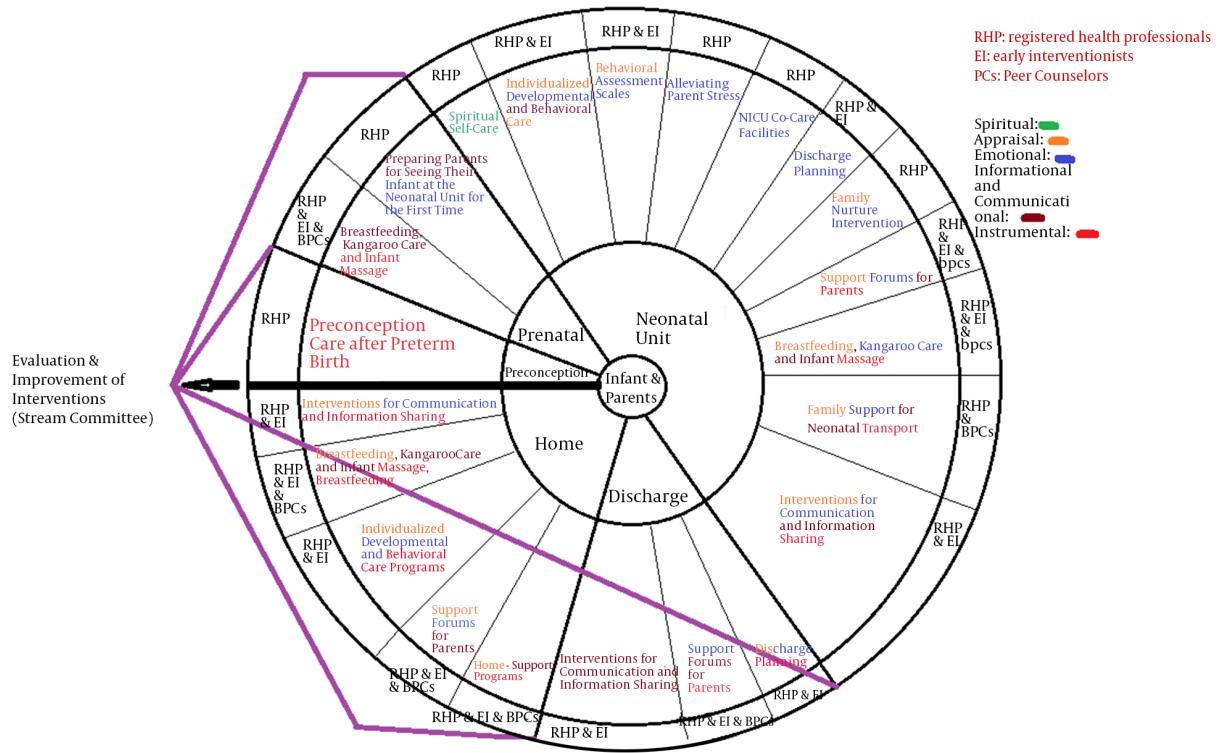 RHP: registered health professionals
EI: early interventionists
PCs: Peer Counselors
Spiritual:
Appraisal:
Emotional:
Informational
and
Communicati
onal:
Instrumental:
Evaluation &
Improvement of
Interventions
(Stream Committee)
Infant &
Parents
Preconception
Prenatal
Neonatal
Unit
Discharge
Home
RHP
Preconception
Care after Preterm
Birth
RHP
&
EI &
BPCs
Breastfeeding,
Kangaroo Care
and Infant
Massage
RHP
Preparing Parents
for Seeing Their
Infant at the
Neonatal Unit for
the First Time
RHP
Spiritual
Self-Care
RHP & EI
Individualized
Developmental
and Behavioral
Care
RHP & EI
Behavioral
Assessment
Scales
RHP
Alleviating
Parent Stress
RHP
NICU Co-Care
Facilities
RHP &
EI
Discharge
Planning
RHP
Family
Nurture
Intervention
RHP
&
EI &
bpcs
Support Forums for
Parents
RHP
& EI
&
bpcs
Breastfeeding, Kangaroo Care
and Infant Massage
RHP
&
BPCs
Family Support for
Neonatal Transport
RHP
& EI
Interventions for
Communication
and Information
Sharing
RHP & EI
Discharge
Planning
RHP & EI & BPCs
Support
Forums
for
Parents
RHP & EI
Interventions for
Communication and
Information Sharing
RHP & EI & BPCs
Home - Support
Programs
RHP & EI
& BPCs
Support
Forums
for
Parents
RHP
& EI
Individualized
Developmental
and Behavioral
Care Programs
RHP
& EI
&
BPCs
Breastfeeding, KangarooCare
and Infant Massage,
Breastfeeding
RHP
& EI
Interventions for Communication
and Information Sharing